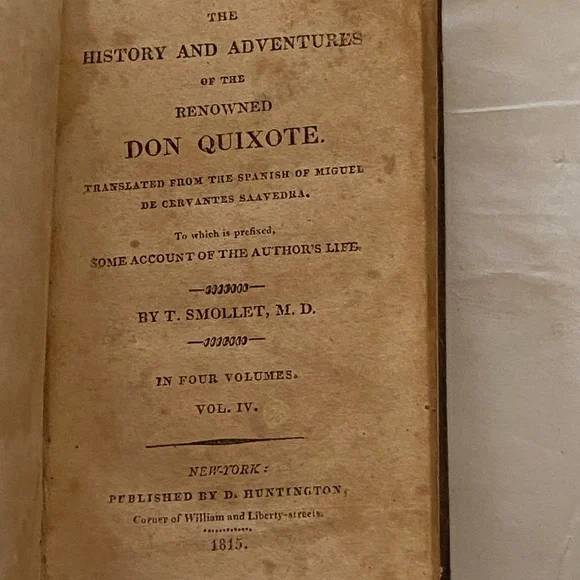 THE
HISTORY AND ADVENTURES
OF THE
RENOWNED
DON QUIXOTE.
TRANSLATED FROM THE SPANISH OF MIGUEL
DE CERVANTES SAAVEDRA.
To which is prefixed,
SOME ACCOUNT OF THE AUTHOR'S LIFE.
BY T. SMOLLET, M. D.
IN FOUR VOLUMES.
VOL. IV.
NEW-YORK:
PUBLISHED BY D. HUNTINGTON,
Corner of William and Liberty-streets.
1815.